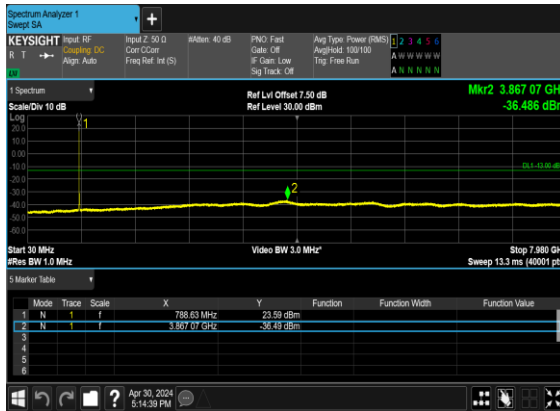 Spectrum Analyzer 1
Swept SA
+
KEYSIGHT Input: RF Input Z: 50 Ω #Atten: 40 dB PNO: Fast Avg Type: Power (RMS) 1 2 3 4 5 6
R T Coupling: DC Corr CCorr Gate: Off Avg|Hold: 100/100 A W W W W W
Align: Auto Freq Ref: Int (S) IF Gain: Low Trig: Free Run
Sig Track: Off A N N N N N
LXI
1 Spectrum
Scale/Div 10 dB
Ref Lvl Offset 7.50 dB
Ref Level 30.00 dBm
Mkr2 3.867 07 GHz
-36.486 dBm
Log
20.0
10.0
0.00
-10.0
-20.0
-30.0
-40.0
-50.0
-60.0
1
2
DL1 -13.00 dB
Start 30 MHz Video BW 3.0 MHz* Stop 7.980 GH
#Res BW 1.0 MHz Sweep 13.3 ms (40001 pts
5 Marker Table
Mode Trace Scale X Y Function Function Width Function Value
1 N 1 f 788.63 MHz 23.59 dBm
2 N 1 f 3.867 07 GHz -36.49 dBm
3
4
5
6
? Apr 30, 2024
5:14:39 PM